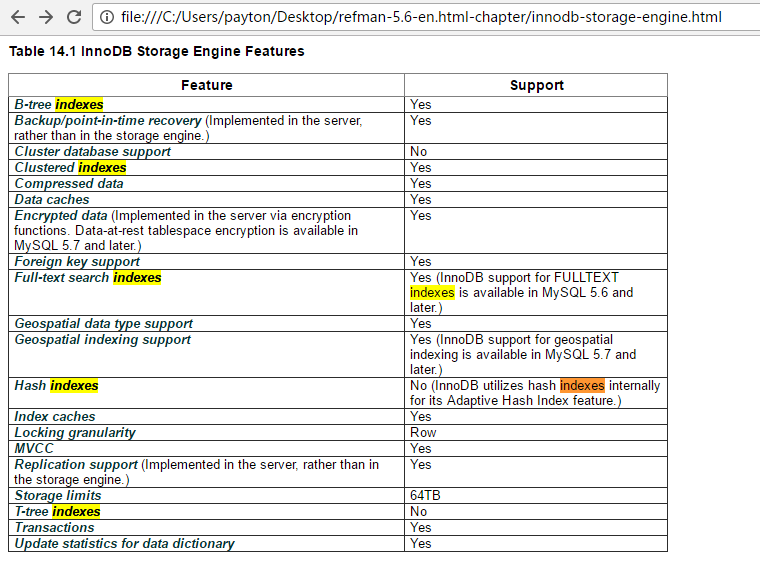 file:///C:/Users/payton/Desktop/refman-5.6-en.html-chapter/innodb-storage-engine.html
Table 14.1 InnoDB Storage Engine Features
Feature Support
B-tree indexes Yes
Backup/point-in-time recovery (Implemented in the server, Yes
rather than in the storage engine.)
Cluster database support No
Clustered indexes Yes
Compressed data Yes
Data caches Yes
Encrypted data (Implemented in the server via encryption Yes
functions. Data-at-rest tablespace encryption is available in
MySQL 5.7 and later.)
Foreign key support Yes
Full-text search indexes Yes (InnoDB support for FULLTEXT
indexes is available in MySQL 5.6 and
later.)
Geospatial data type support Yes
Geospatial indexing support Yes (InnoDB support for geospatial
indexing is available in MySQL 5.7 and
later.)
Hash indexes No (InnoDB utilizes hash indexes internally
for its Adaptive Hash Index feature.)
Index caches Yes
Locking granularity Row
MVCC Yes
Replication support (Implemented in the server, rather than in Yes
the storage engine.)
Storage limits 64TB
T-tree indexes No
Transactions Yes
Update statistics for data dictionary Yes